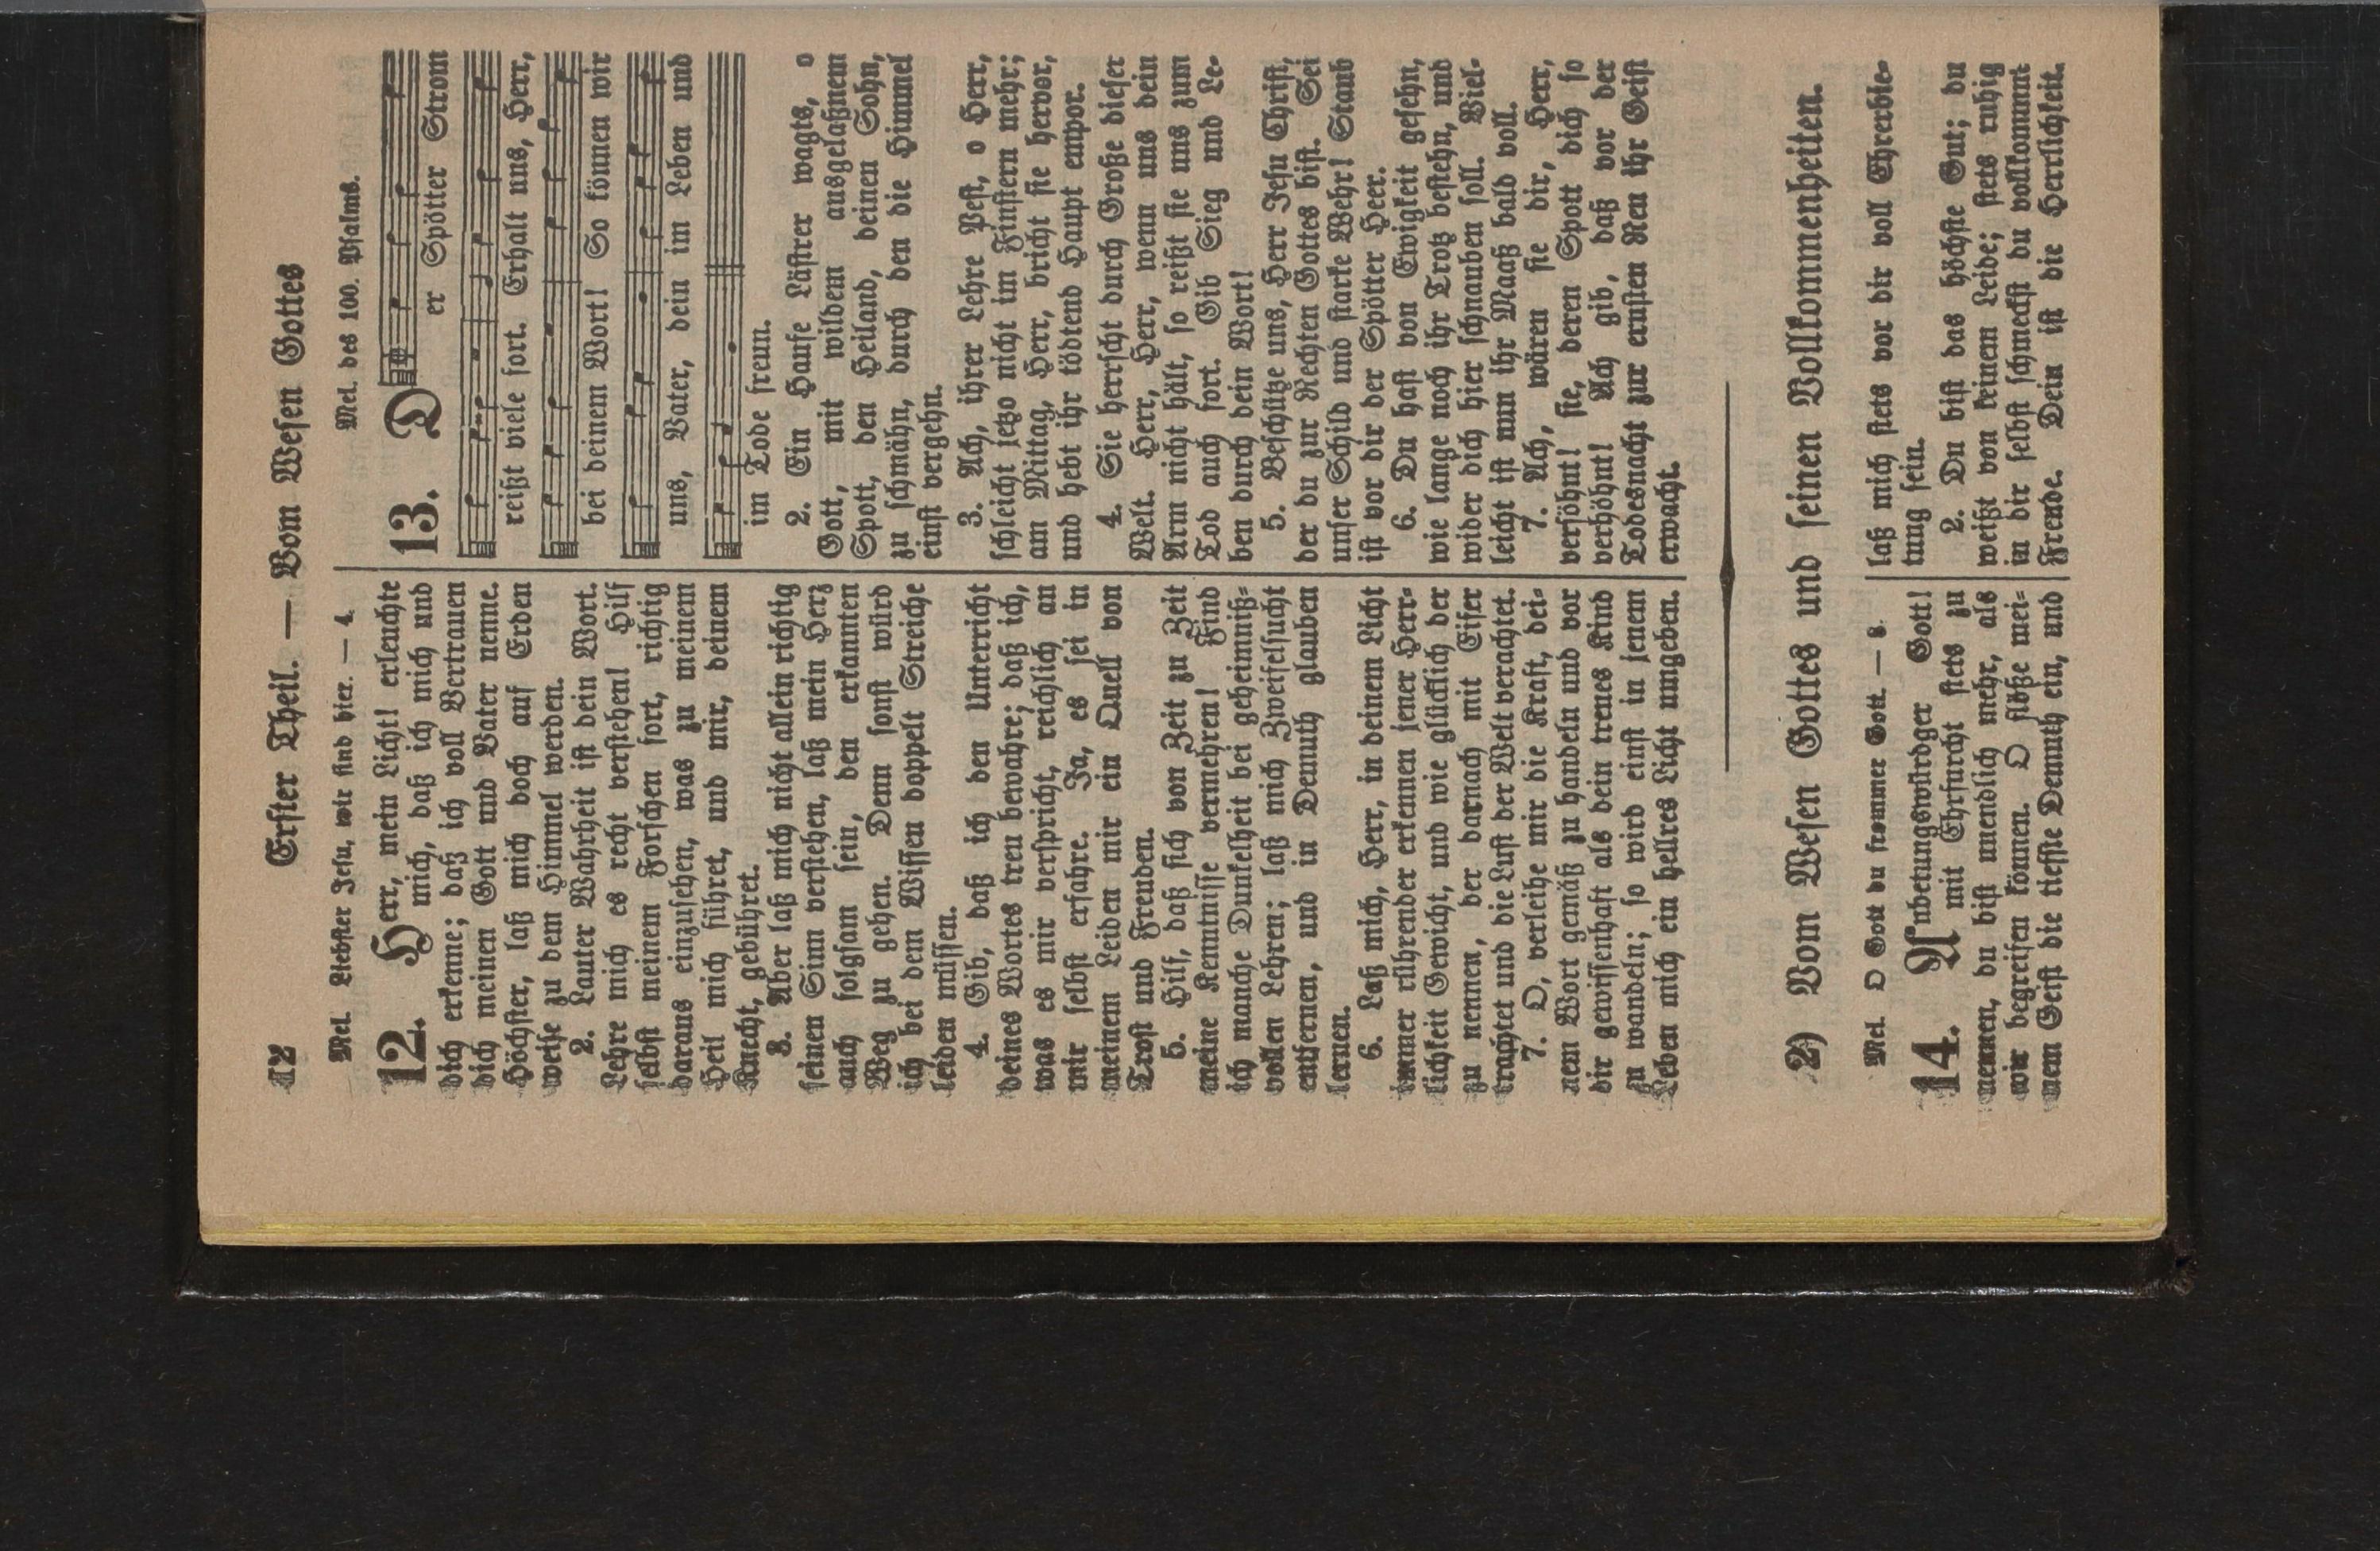 12 Erster Theil. — Vom Wesen Gottes
Mel. Liebster Jesu, wir sind hier. — 4.
12. Herr, mein Licht! erleuchte
mich, daß ich mich und
dich erkenne; daß ich voll Vertrauen
dich meinen Gott und Vater nenne.
Höchster, laß mich doch auf Erden
weise zu dem Himmel werden.
2. Lauter Wahrheit ist dein Wort.
Lehre mich es recht verstehen! Hilf
selbst meinem Forschen fort, richtig
daraus einzusehen, was zu meinem
Heil mich führet, und mir, deinem
Knecht, gebühret.
3. Aber laß mich nicht allein richtig
seinen Sinn verstehen, laß mein Herz
auch folgsam sein, den erkannten
Weg zu gehen. Denn sonst würd
ich bei dem Wissen doppelt Streiche
leiden müssen.
4. Gib, daß ich den Unterricht
deines Wortes treu bewahre; daß ich,
was es mir verspricht, reichlich an
mir selbst erfahre. Ja, es sei in
meinem Leiden mir ein Quell von
Trost und Freuden.
5. Hilf, daß sich von Zeit zu Zeit
meine Kenntnisse vermehren! Find
ich manche Dunkelheit bei geheimniß-
vollen Lehren; laß mich Zweifelsucht
entfernen, und in Demuth glauben
lernen.
6. Laß mich, Herr, in deinem Licht
immer rührender erkennen jener Herr-
lichkeit Gewicht, und wie glücklich der
zu nennen, der darnach mit Eifer
trachtet und die Lust der Welt verachtet.
7. O, verleihe mir die Kraft, dei-
nem Wort gemäß zu handeln und vor
dir gewissenhaft als dein treues Kind
zu wandeln; so wird einst in jenem
Leben mich ein hellres Licht umgeben.
Mel. des 100. Psalms.
13. D
er Spötter Strom
reißt viele fort. Erhalt uns, Herr,
bei deinem Wort! So können wir
uns, Vater, dein im Leben und
im Tode freun.
2. Ein Haufe Lästrer wagts, o
Gott, mit wildem ausgelaßnem
Spott, den Heiland, deinen Sohn,
zu schmähn, durch den die Himmel
einst vergehn.
3. Ach, ihrer Lehre Pest, o Herr,
schleicht jetzo nicht im Finstern mehr;
am Mittag, Herr, bricht sie hervor,
und hebt ihr tödtend Haupt empor.
4. Sie herrscht durch Große dieser
Welt. Herr, Herr, wenn uns dein
Arm nicht hält, so reißt sie uns zum
Tod auch fort. Gib Sieg und Le-
ben durch dein Wort!
5. Beschütze uns, Herr Jesu Christ,
der du zur Rechten Gottes bist. Sei
unser Schild und starke Wehr! Staub
ist vor dir der Spötter Heer.
6. Du hast von Ewigkeit gesehn,
wie lange noch ihr Trotz bestehn, und
wider dich hier schnauben soll. Viel-
leicht ist nun ihr Maaß bald voll.
7. Ach, wären sie dir, Herr,
versöhnt! sie, deren Spott dich so
verhöhnt! Ach gib, daß vor der
Todesnacht zur ernsten Reu ihr Geist
erwacht.
2) Vom Wesen Gottes und seinen Vollkommenheiten.
Mel. O Gott du frommer Gott. — 8.
14. Anbetungswürdger Gott!
mit Ehrfurcht stets zu
nennen, du bist unendlich mehr, als
wir begreifen können. O flöße mei-
nem Geist die tiefste Demuth ein, und
laß mich stets vor dir voll Ehrerbie-
tung sein.
2. Du bist das höchste Gut; du
weißt von keinem Leide; stets ruhig
in dir selbst schmeckst du vollkommnt
Freude. Dein ist die Herrlichkeit.